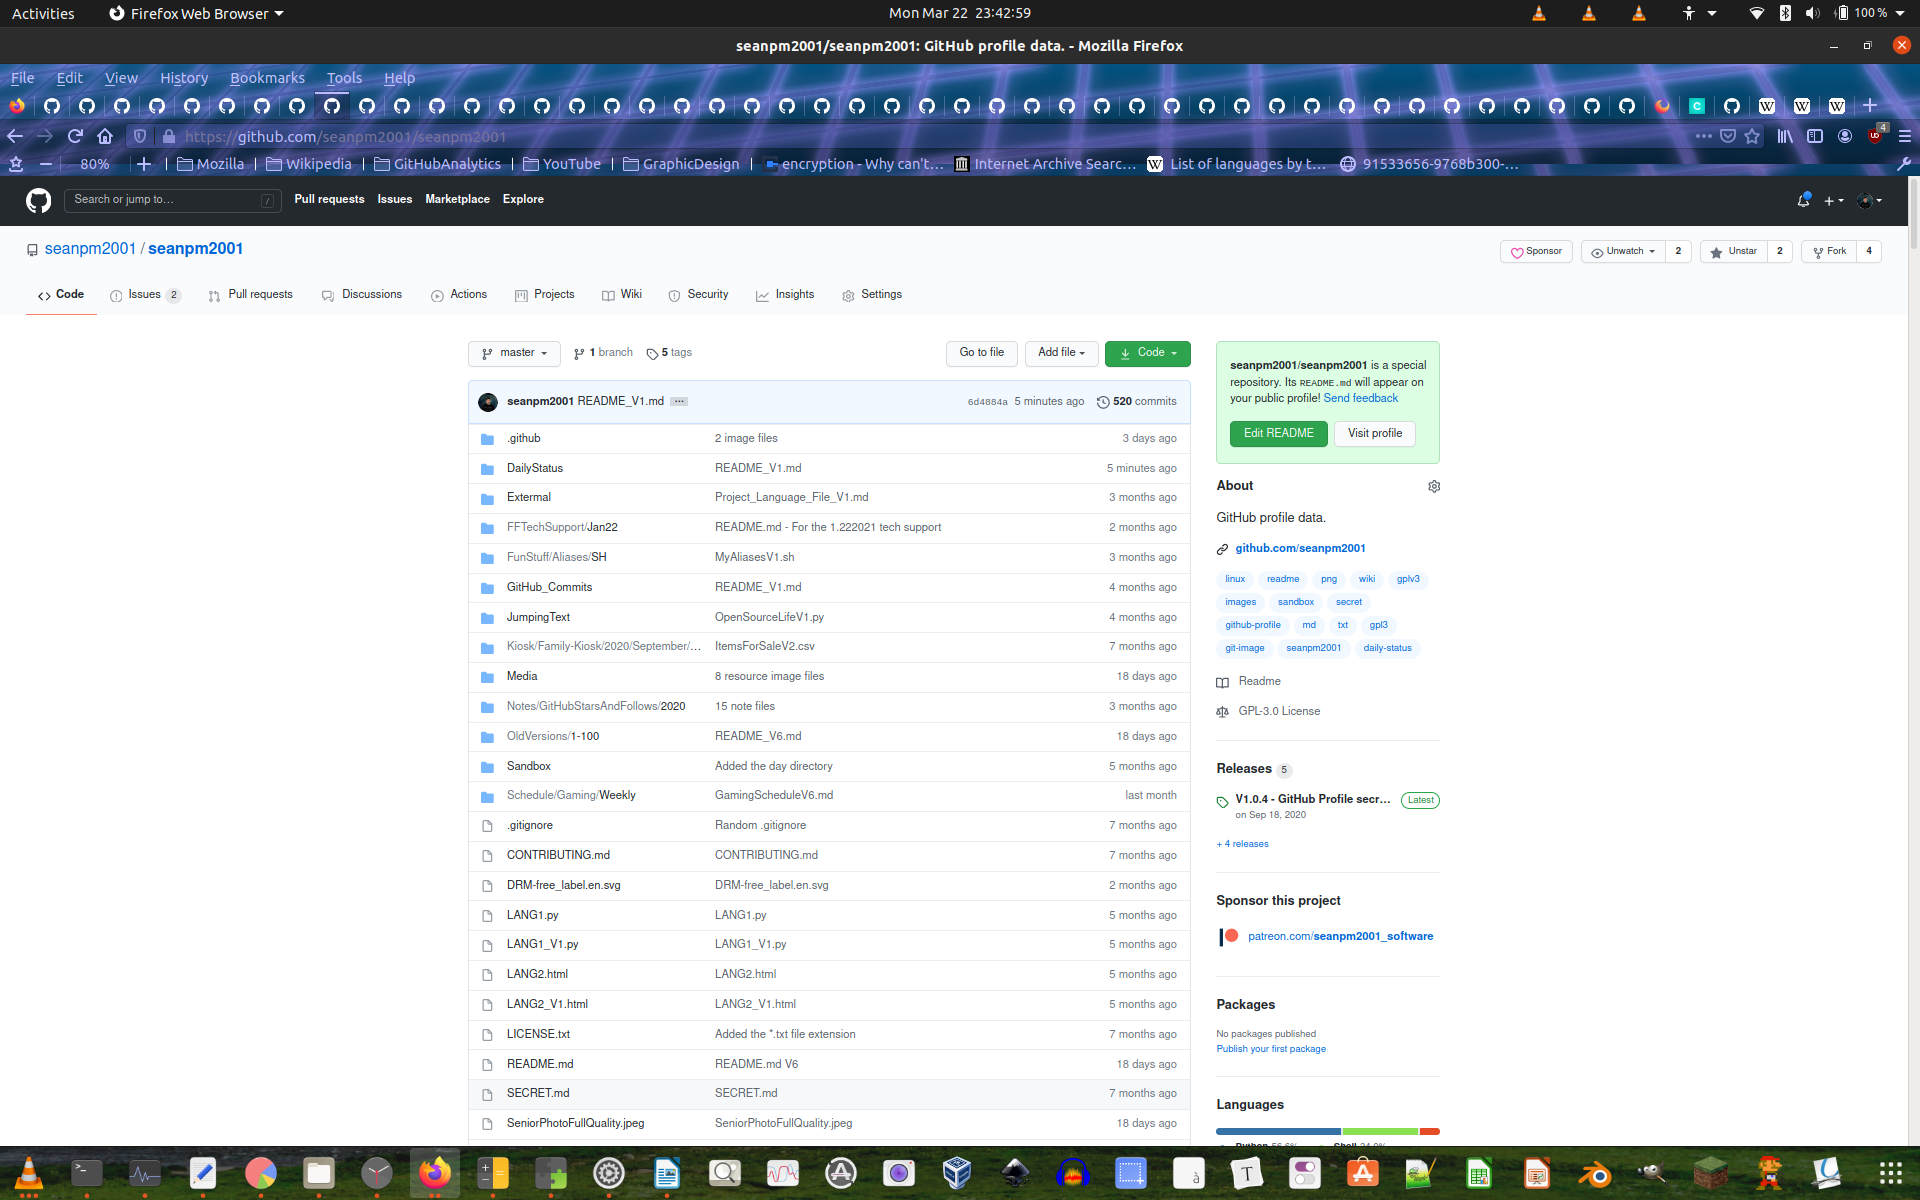 Activities Firefox Web Browser Mon Mar 22 23:42:59 100 %
seanpm2001/seanpm2001: GitHub profile data. - Mozilla Firefox
File Edit View History Bookmarks Tools Help
https://github.com/seanpm2001/seanpm2001 4
80% Mozilla Wikipedia GitHubAnalytics YouTube GraphicDesign encryption - Why can't… Internet Archive Searc… List of languages by t… 91533656-9768b300-…
Search or jump to… / Pull requests Issues Marketplace Explore
seanpm2001 / seanpm2001 Sponsor Unwatch 2 Unstar 2 Fork 4
Code Issues 2 Pull requests Discussions Actions Projects Wiki Security Insights Settings
master 1 branch 5 tags Go to file Add file Code
seanpm2001 README_V1.md ... 6d4884a 5 minutes ago 520 commits
.github 2 image files 3 days ago
DailyStatus README_V1.md 5 minutes ago
Extermal Project_Language_File_V1.md 3 months ago
FFTechSupport/Jan22 README.md - For the 1.222021 tech support 2 months ago
FunStuff/Aliases/SH MyAliasesV1.sh 3 months ago
GitHub_Commits README_V1.md 4 months ago
JumpingText OpenSourceLifeV1.py 4 months ago
Kiosk/Family-Kiosk/2020/September/… ItemsForSaleV2.csv 7 months ago
Media 8 resource image files 18 days ago
Notes/GitHubStarsAndFollows/2020 15 note files 3 months ago
OldVersions/1-100 README_V6.md 18 days ago
Sandbox Added the day directory 5 months ago
Schedule/Gaming/Weekly GamingScheduleV6.md last month
.gitignore Random .gitignore 7 months ago
CONTRIBUTING.md CONTRIBUTING.md 7 months ago
DRM-free_label.en.svg DRM-free_label.en.svg 2 months ago
LANG1.py LANG1.py 5 months ago
LANG1_V1.py LANG1_V1.py 5 months ago
LANG2.html LANG2.html 5 months ago
LANG2_V1.html LANG2_V1.html 5 months ago
LICENSE.txt Added the *.txt file extension 7 months ago
README.md README.md V6 18 days ago
SECRET.md SECRET.md 7 months ago
SeniorPhotoFullQuality.jpeg SeniorPhotoFullQuality.jpeg 18 days ago
seanpm2001/seanpm2001 is a special
repository. Its README.md will appear on
your public profile! Send feedback
Edit README Visit profile
About
GitHub profile data.
github.com/seanpm2001
linux readme png wiki gplv3
images sandbox secret
github-profile md txt gpl3
git-image seanpm2001 daily-status
Readme
GPL-3.0 License
Releases 5
V1.0.4 - GitHub Profile secr... Latest
on Sep 18, 2020
+ 4 releases
Sponsor this project
patreon.com/seanpm2001_software
Packages
No packages published
Publish your first package
Languages